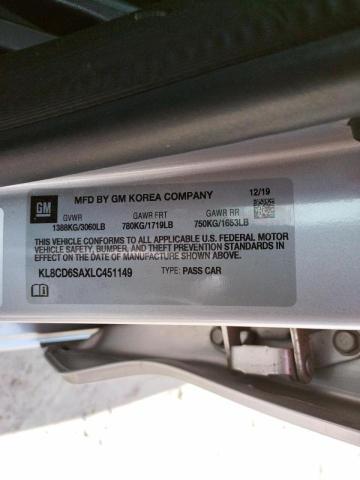 GM
MFD BY GM KOREA COMPANY
12/19
GVWR GAWR FRT GAWR RR
1388KG/3060LB 780KG/1719LB 750KG/1653LB
THIS VEHICLE CONFORMS TO ALL APPLICABLE U.S. FEDERAL MOTOR
VEHICLE SAFETY, BUMPER, AND THEFT PREVENTION STANDARDS IN
EFFECT ON THE DATE OF MANUFACTURE SHOWN ABOVE.
KL8CD6SAXLC451149 TYPE: PASS CAR